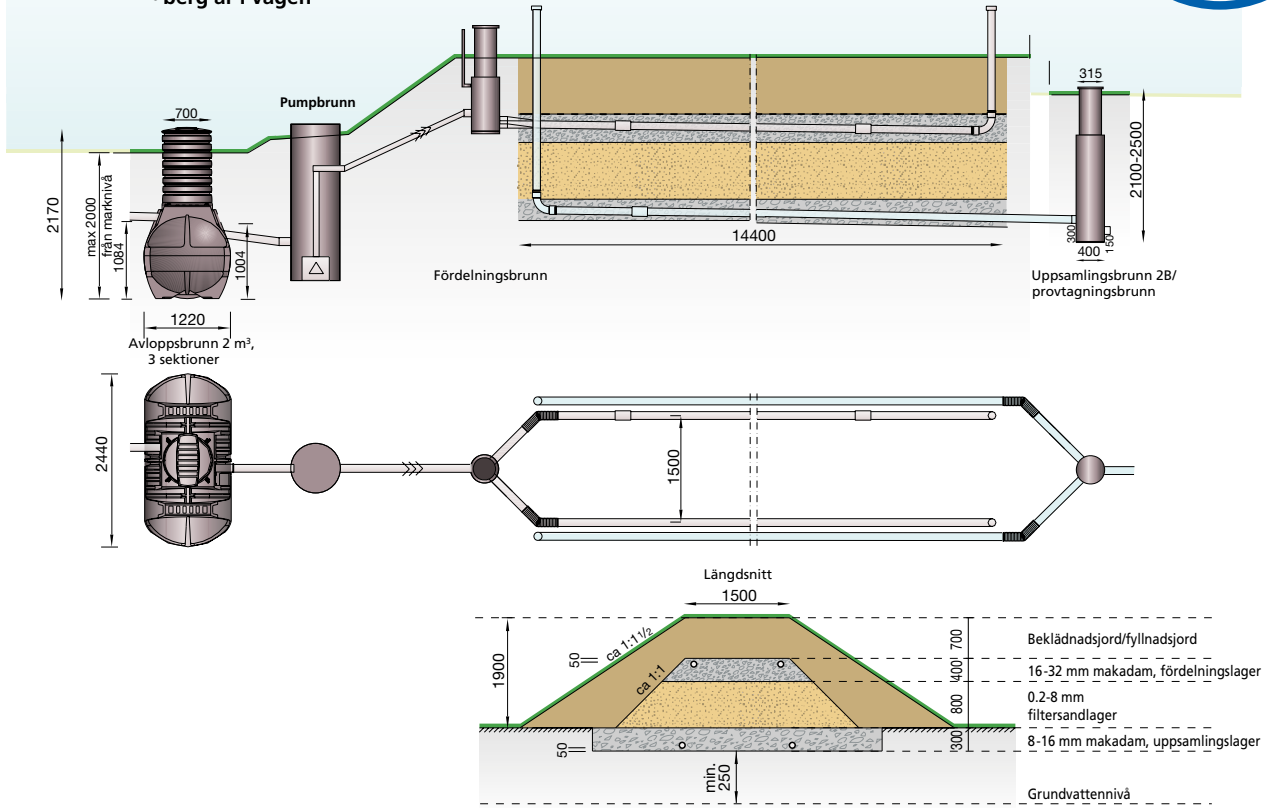 berg är i vägen
315
700
Pumpbrunn
2170
max 2000
från marknivå
1084
1004
2100-2500
14400
300
150
400
Fördelningsbrunn
Uppsamlingsbrunn 2B/
provtagningsbrunn
1220
Avloppsbrunn 2 m³,
3 sektioner
2440
1500
Längdsnitt
1500
ca 1:1 1/2
50
ca 1:1
1900
700
400
800
300
Beklädnadsjord/fyllnadsjord
16-32 mm makadam, fördelningslager
0.2-8 mm
filtersandlager
8-16 mm makadam, uppsamlingslager
50
min.
250
Grundvattennivå